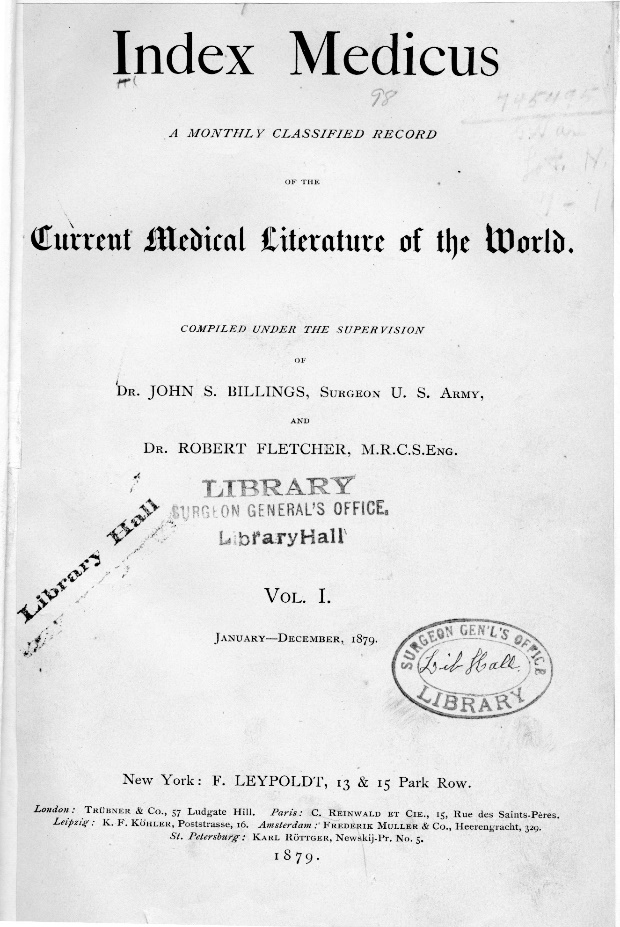 Index Medicus
98
745495
A MONTHLY CLASSIFIED RECORD
OF THE
Current Medical Literature of the World.
COMPILED UNDER THE SUPERVISION
OF
DR. JOHN S. BILLINGS, SURGEON U. S. ARMY,
AND
DR. ROBERT FLETCHER, M.R.C.S.ENG.
LIBRARY
SURGEON GENERAL'S OFFICE.
Library Hall
Library Hall
VOL. I.
JANUARY—DECEMBER, 1879.
SURGEON GEN'L'S OFFICE
Lib Hall.
LIBRARY
New York: F. LEYPOLDT, 13 & 15 Park Row.
London: TRÜBNER & CO., 57 Ludgate Hill. Paris: C. REINWALD ET CIE., 15, Rue des Saints-Pères.
Leipzig: K. F. KÖHLER, Poststrasse, 16. Amsterdam: FREDERIK MULLER & CO., Heerengracht, 329.
St. Petersburg: KARL RÖTTGER, Newskij-Pr. No. 5.
1879.